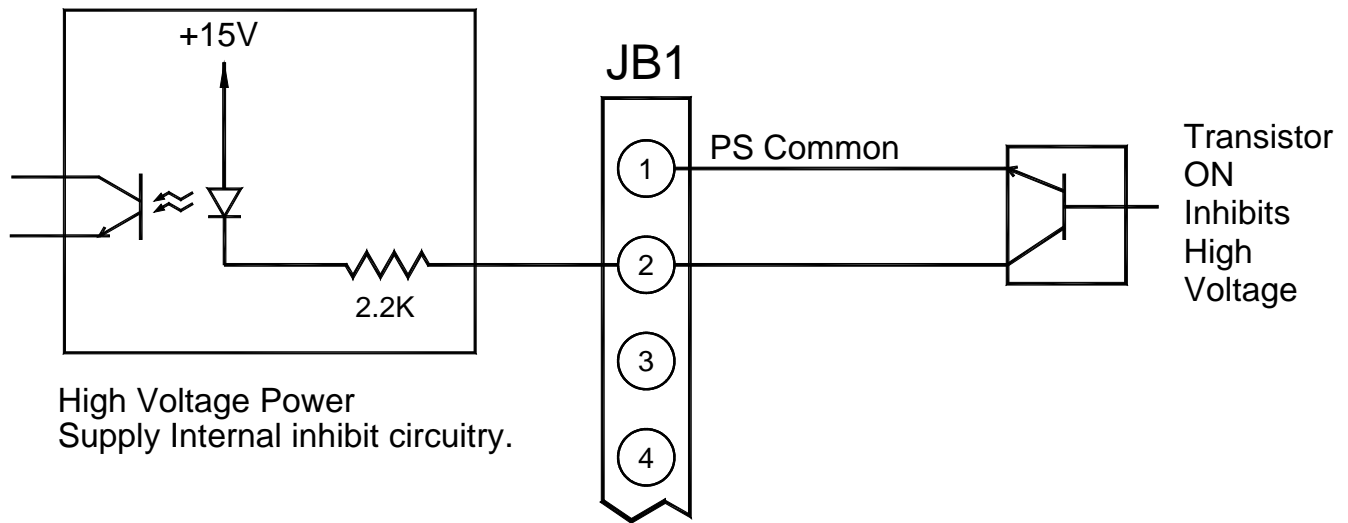 +15V
2.2K
High Voltage Power
Supply Internal inhibit circuitry.
JB1
1
2
3
4
PS Common
Transistor
ON
Inhibits
High
Voltage